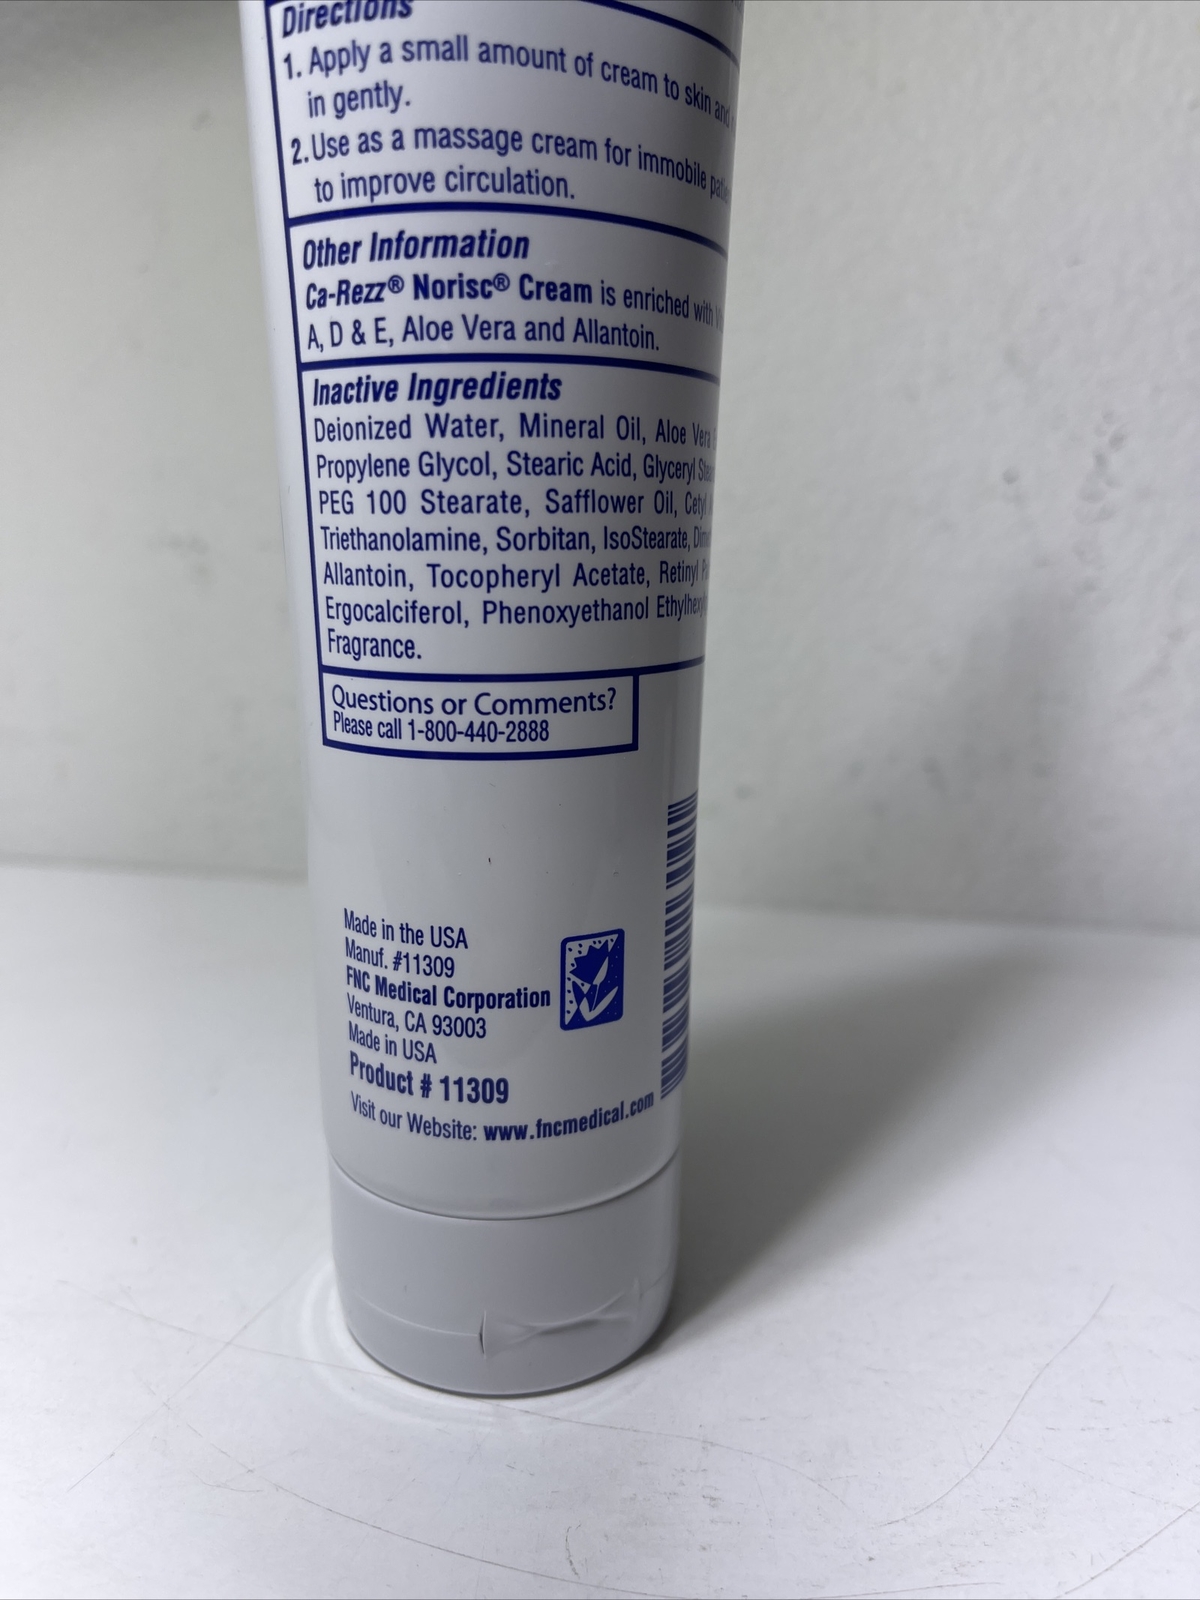 Directions
1. Apply a small amount of cream to skin and
in gently.
2. Use as a massage cream for immobile
to improve circulation.
Other Information
Ca-Rezz® Norisc® Cream is enriched with
A, D & E, Aloe Vera and Allantoin.
Inactive Ingredients
Deionized Water, Mineral Oil, Aloe Vera
Propylene Glycol, Stearic Acid, Glyceryl
PEG 100 Stearate, Safflower Oil, Cetyl
Triethanolamine, Sorbitan, IsoStearate,
Allantoin, Tocopheryl Acetate, Retinyl
Ergocalciferol, Phenoxyethanol
Fragrance.
Questions or Comments?
Please call 1-800-440-2888
Made in the USA
Manuf. #11309
FNC Medical Corporation
Ventura, CA 93003
Made in USA
Product # 11309
Visit our Website: www.fncmedical.com